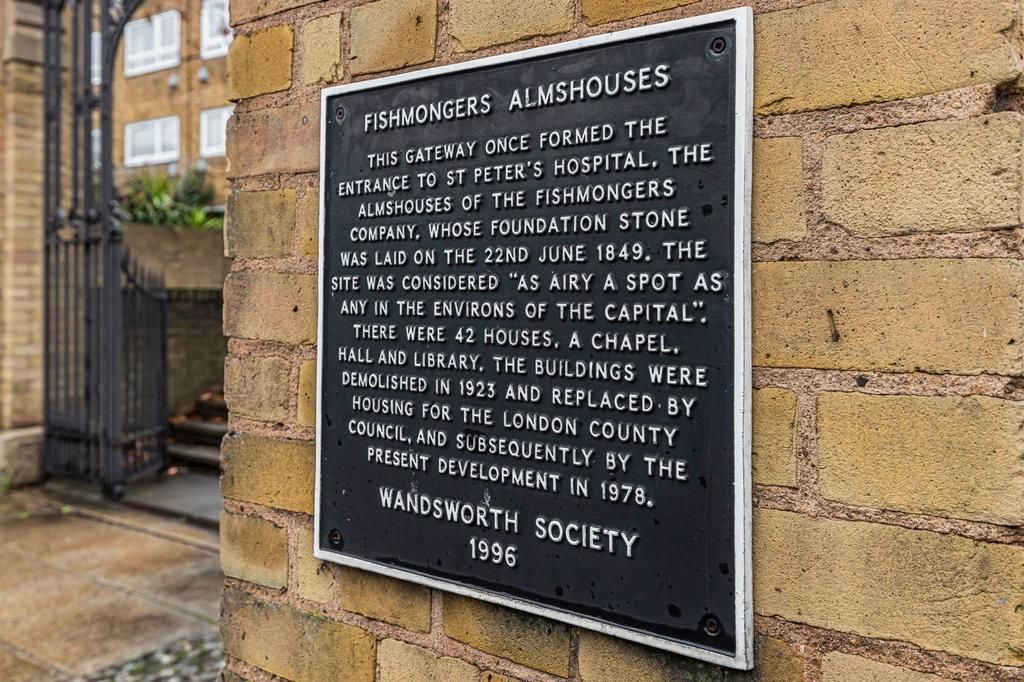 FISHMONGERS ALMSHOUSES
THIS GATEWAY ONCE FORMED THE
ENTRANCE TO ST PETER'S HOSPITAL, THE
ALMSHOUSES OF THE FISHMONGERS
COMPANY, WHOSE FOUNDATION STONE
WAS LAID ON THE 22ND JUNE 1849. THE
SITE WAS CONSIDERED "AS AIRY A SPOT AS
ANY IN THE ENVIRONS OF THE CAPITAL".
THERE WERE 42 HOUSES, A CHAPEL,
HALL AND LIBRARY. THE BUILDINGS WERE
DEMOLISHED IN 1923 AND REPLACED BY
HOUSING FOR THE LONDON COUNTY
COUNCIL, AND SUBSEQUENTLY BY THE
PRESENT DEVELOPMENT IN 1978.
WANDSWORTH SOCIETY
1996